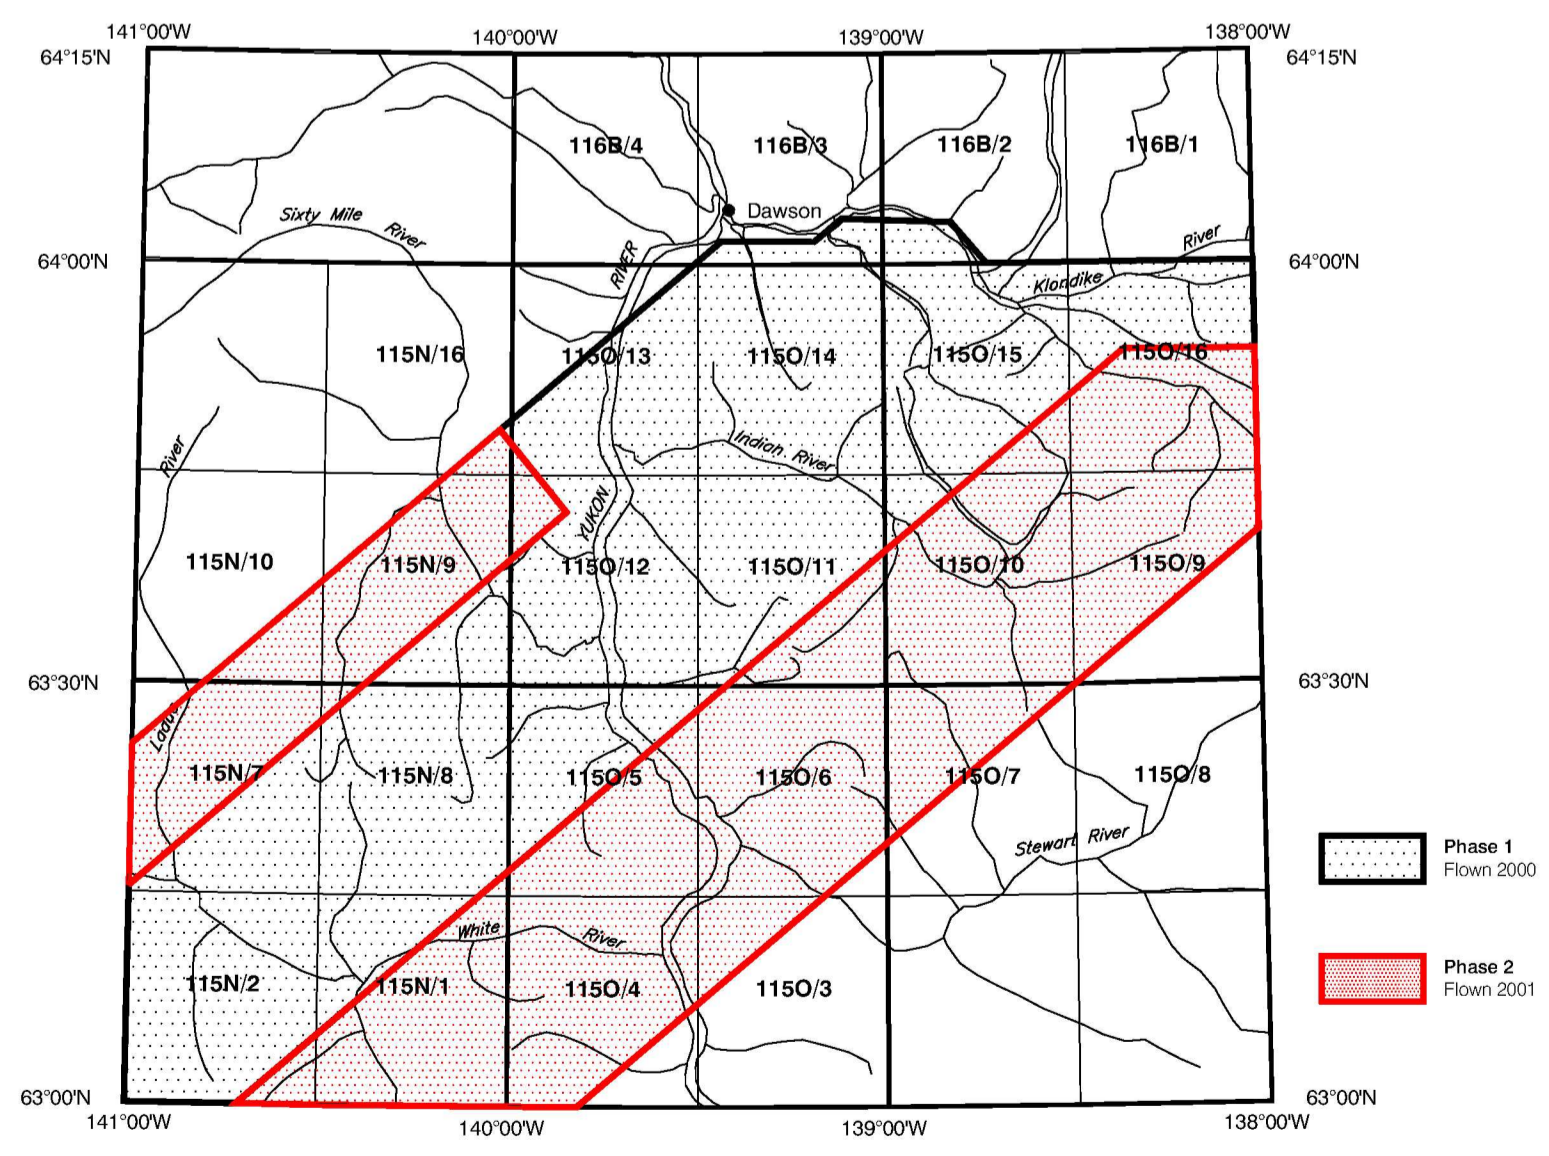 141°00'W
140°00'W
139°00'W
138°00'W
64°15'N
64°15'N
116B/4
116B/3
116B/2
116B/1
Dawson
Sixty Mile
River
River
RIVER
64°00'N
64°00'N
Klondike
115N/16
115O/13
115O/14
115O/15
115O/16
River
Indian River
YUKON
115N/10
115N/9
115O/12
115O/11
115O/10
115O/9
63°30'N
63°30'N
Ladue
115N/7
115N/8
115O/5
115O/6
115O/7
115O/8
Stewart River
Phase 1
Flown 2000
White
River
115N/2
115N/1
115O/4
115O/3
Phase 2
Flown 2001
63°00'N
63°00'N
141°00'W
140°00'W
139°00'W
138°00'W